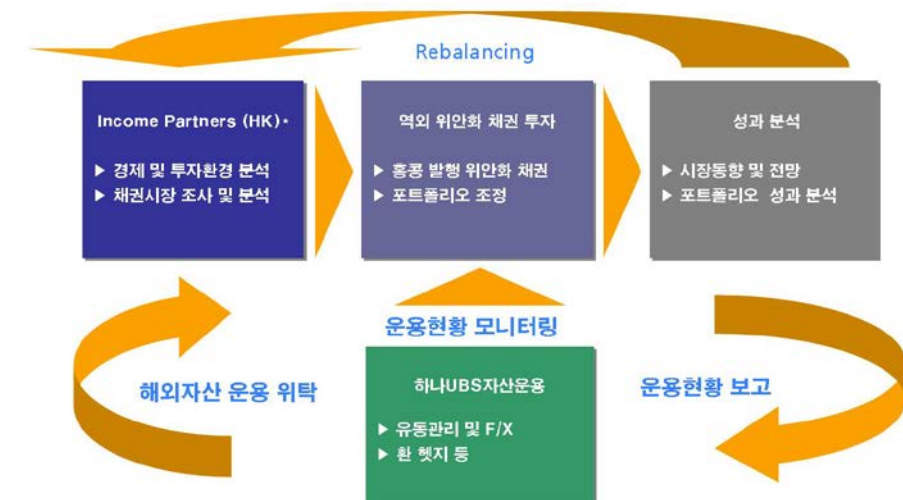 Rebalancing
Income Partners (HK)*
▶ 경제 및 투자환경 분석
▶ 채권시장 조사 및 분석
역외 위안화 채권 투자
▶ 홍콩 발행 위안화 채권
▶ 포트폴리오 조정
성과 분석
▶ 시장동향 및 전망
▶ 포트폴리오 성과 분석
운용현황 모니터링
해외자산 운용 위탁
하나UBS자산운용
▶ 유동관리 및 F/X
▶ 환 헷지 등
운용현황 보고